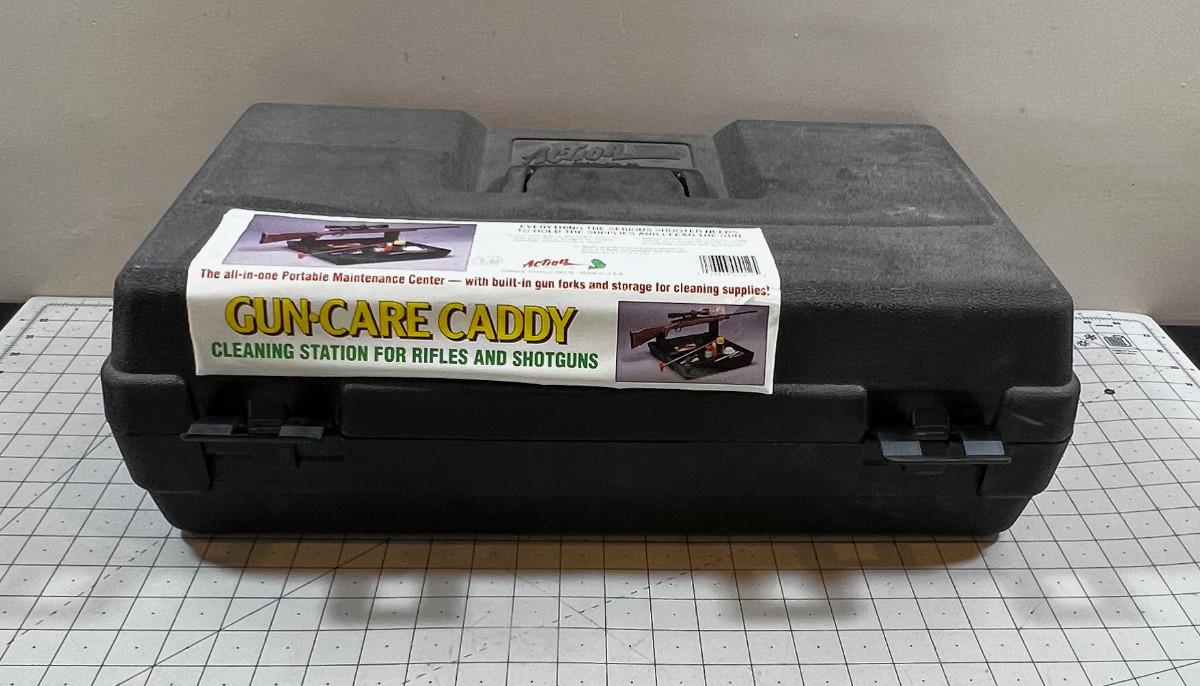 Action
EVERYTHING THE SERIOUS SHOOTER NEEDS
TO HOLD THE SUPPLIES AND CLEAN THE GUN
Action
Made in U.S.A.
The all-in-one Portable Maintenance Center — with built-in gun forks and storage for cleaning supplies!
GUN•CARE CADDY
CLEANING STATION FOR RIFLES AND SHOTGUNS